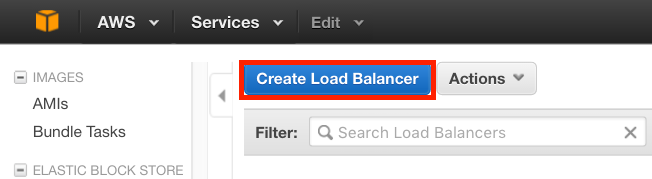 AWS Services Edit
IMAGES
AMIs
Bundle Tasks
ELASTIC BLOCK STORE
Create Load Balancer Actions
Filter: Search Load Balancers